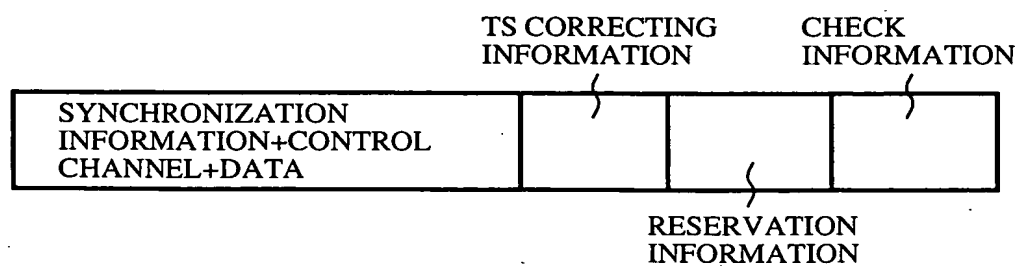 TS CORRECTING
INFORMATION
CHECK
INFORMATION
SYNCHRONIZATION
INFORMATION+CONTROL
CHANNEL+DATA
RESERVATION
INFORMATION